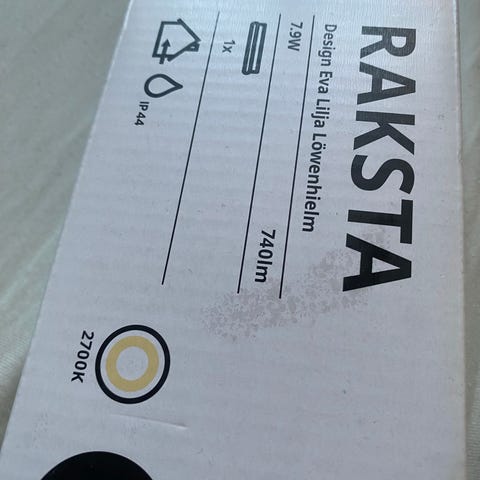 RAKSTA
Design Eva Lilja Löwenhielm
7.9W 740lm
1x
IP44
2700K